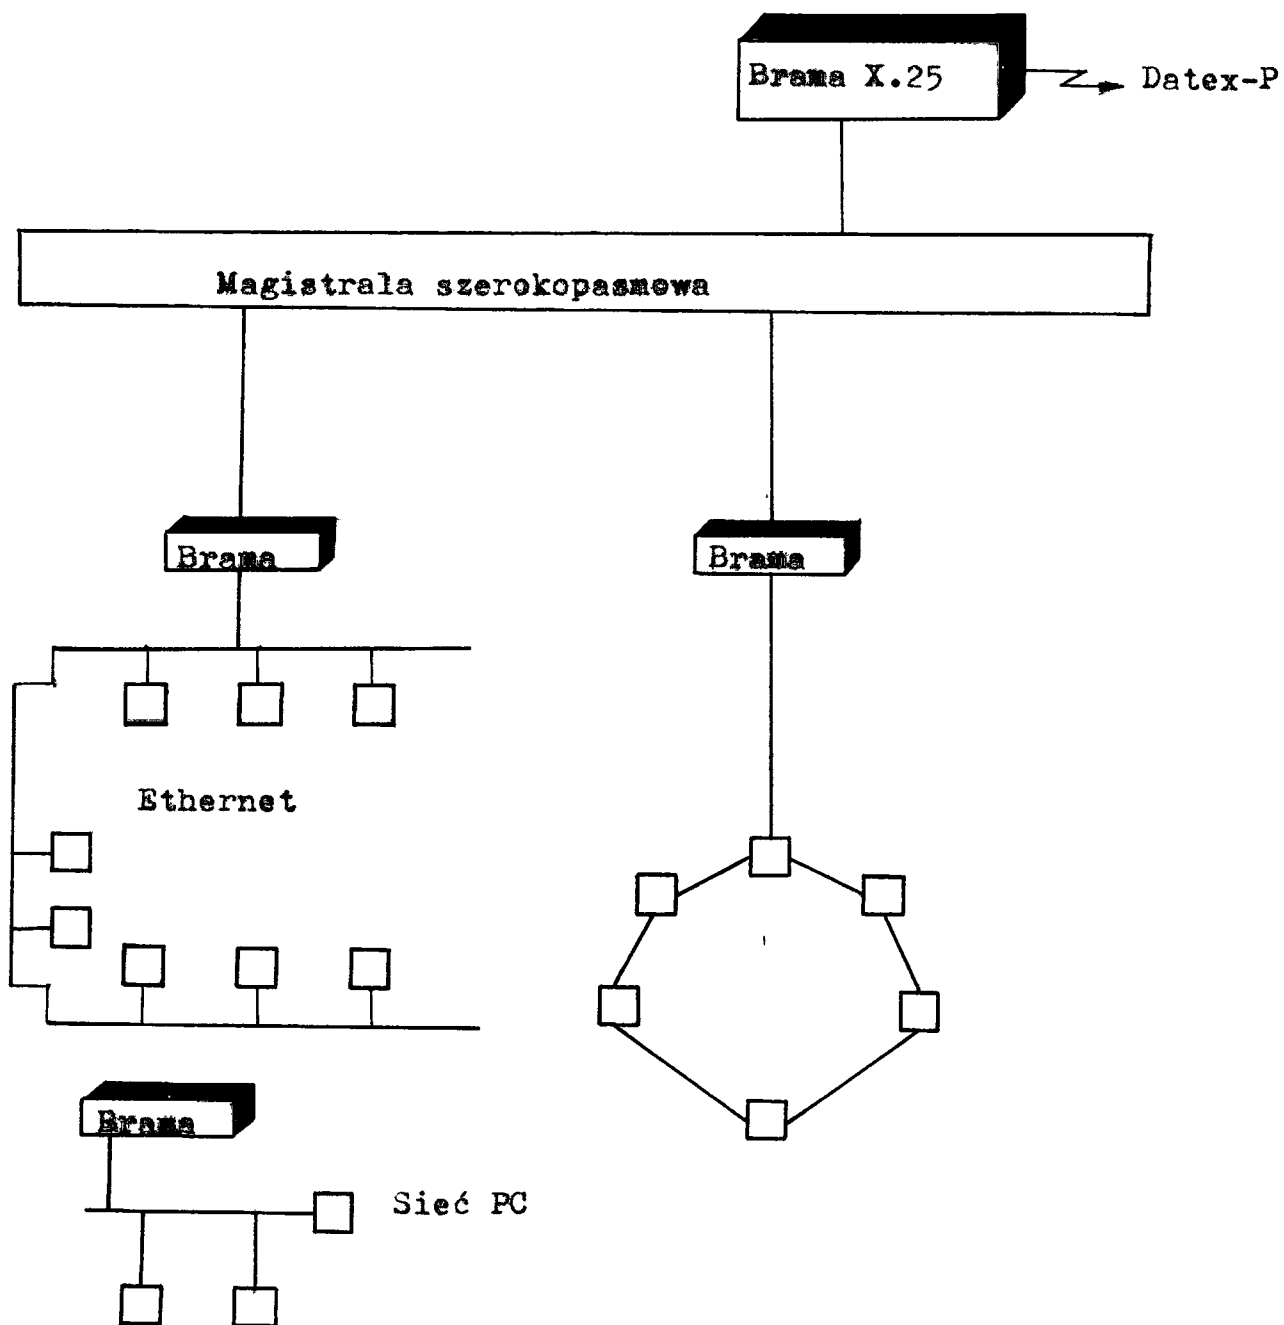 Brama X.25
Datex-P
Magistrala szerokopasmowa
Brama
Brama
Ethernet
Brama
Sieć PC